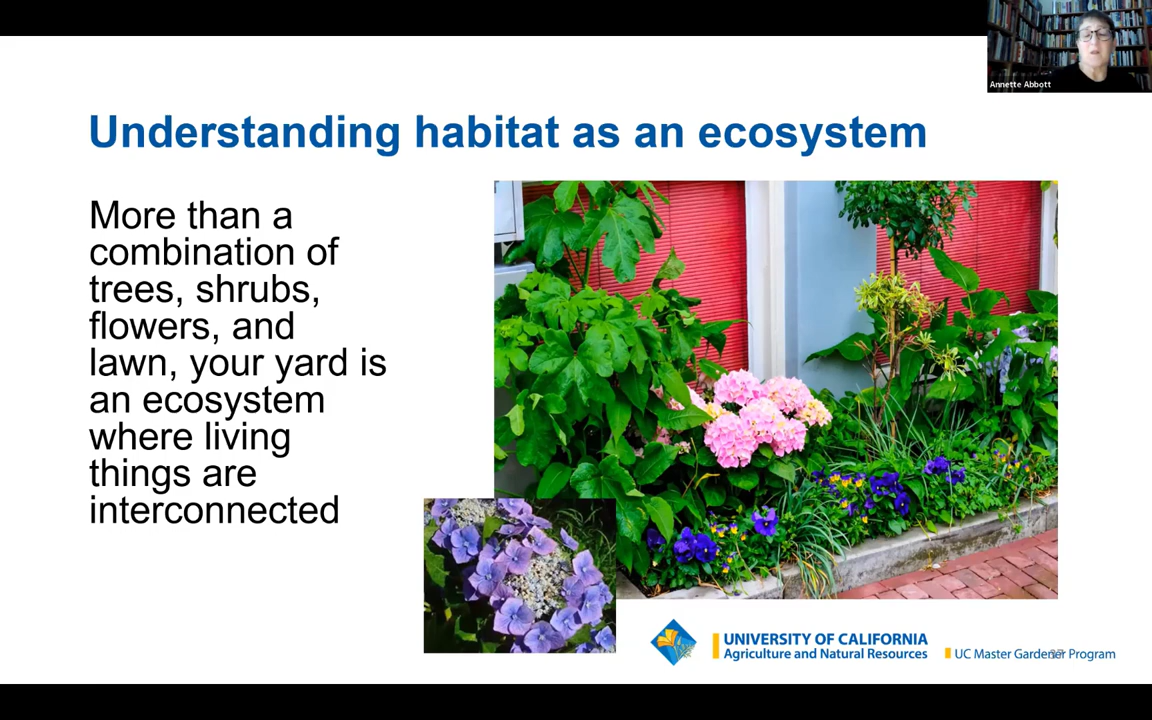 Annette Abbott
Understanding habitat as an ecosystem
More than a
combination of
trees, shrubs,
flowers, and
lawn, your yard is
an ecosystem
where living
things are
interconnected
UNIVERSITY OF CALIFORNIA
Agriculture and Natural Resources
UC Master Gardener Program